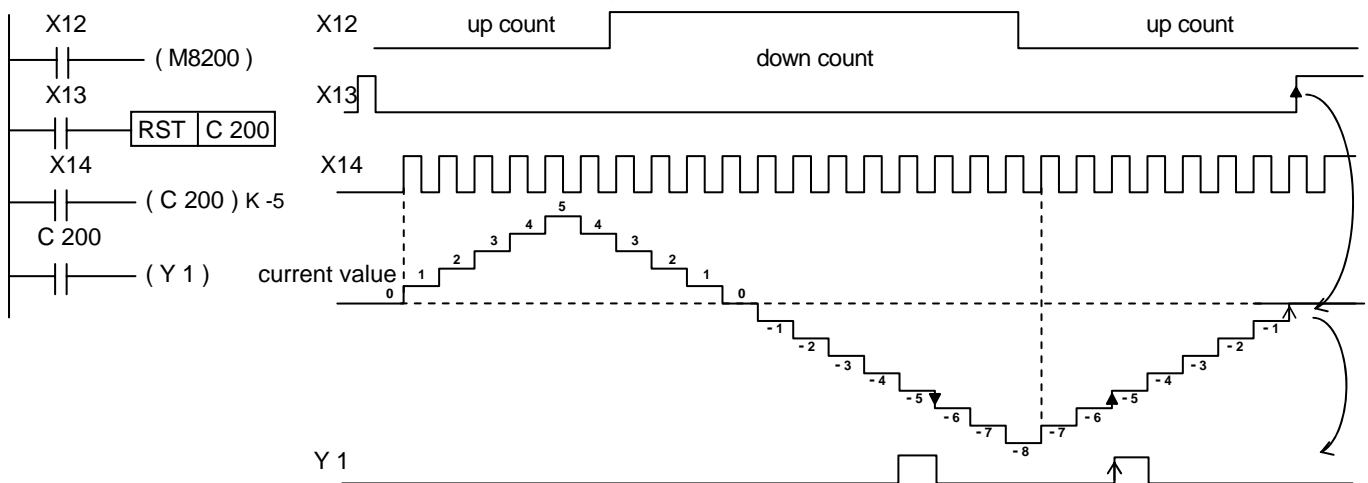 X12
( M8200 )
X13
RST C 200
X14
( C 200 ) K -5
C 200
( Y 1 )
X12 up count up count
down count
X13
X14
current value
0 1 2 3 4 5 4 3 2 1 0
- 1 - 2 - 3 - 4 - 5 - 6 - 7 - 8 - 7 - 6 - 5 - 4 - 3 - 2 - 1
Y 1